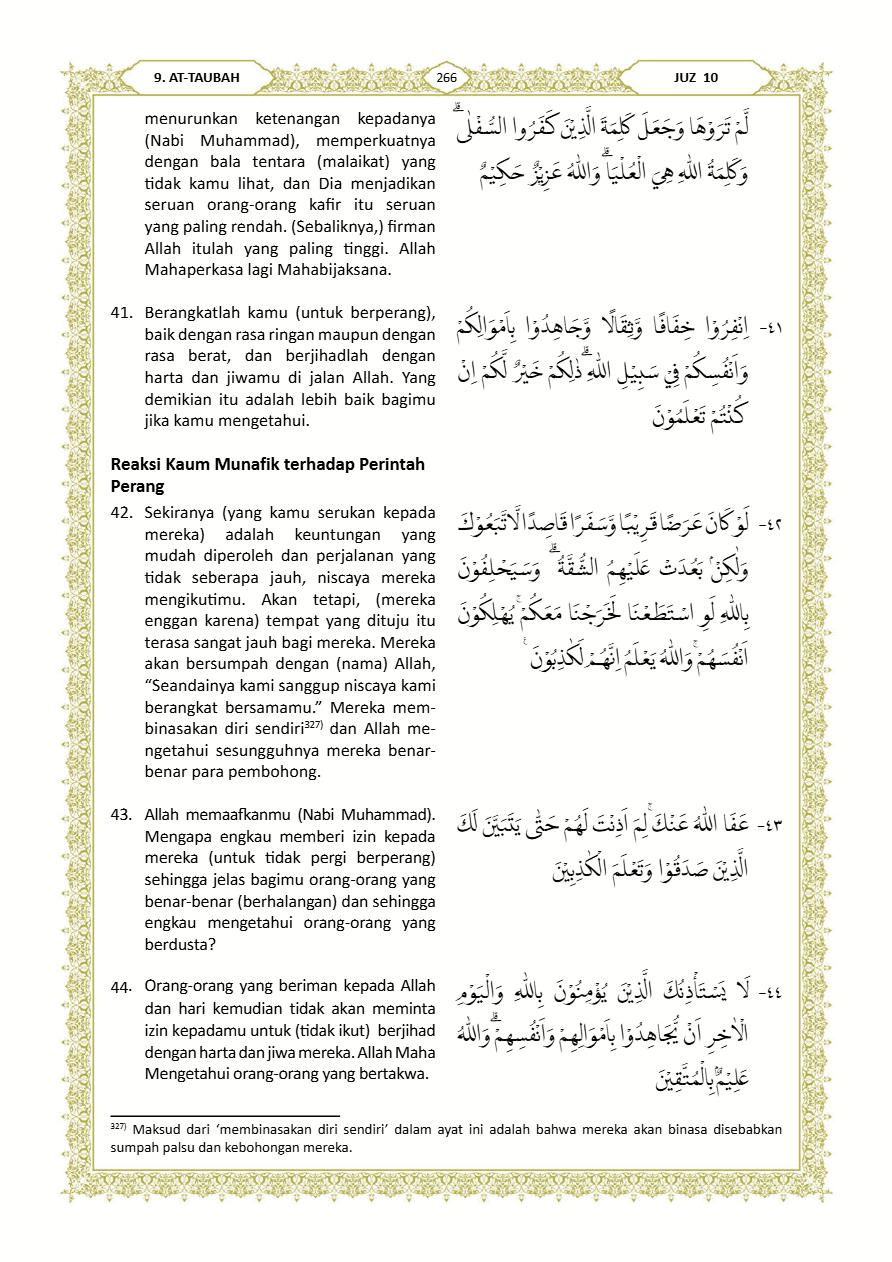 9. AT-TAUBAH
266
JUZ 10
menurunkan ketenangan kepadanya
(Nabi Muhammad), memperkuatnya
dengan bala tentara (malaikat) yang
tidak kamu lihat, dan Dia menjadikan
seruan orang-orang kafir itu seruan
yang paling rendah. (Sebaliknya,) firman
Allah itulah yang paling tinggi. Allah
Mahaperkasa lagi Mahabijaksana.
لَّمْ تَرَوْهَا وَجَعَلَ كَلِمَةَ الَّذِيْنَ كَفَرُوا السُّفْلٰىۗ
وَكَلِمَةُ اللّٰهِ هِيَ الْعُلْيَاۗ وَاللّٰهُ عَزِيْزٌ حَكِيْمٌ
41. Berangkatlah kamu (untuk berperang),
baik dengan rasa ringan maupun dengan
rasa berat, dan berjihadlah dengan
harta dan jiwamu di jalan Allah. Yang
demikian itu adalah lebih baik bagimu
jika kamu mengetahui.
٤١- اِنْفِرُوْا خِفَافًا وَّثِقَالًا وَّجَاهِدُوْا بِاَمْوَالِكُمْ
وَاَنْفُسِكُمْ فِيْ سَبِيْلِ اللّٰهِۗ ذٰلِكُمْ خَيْرٌ لَّكُمْ اِنْ
كُنْتُمْ تَعْلَمُوْنَ
Reaksi Kaum Munafik terhadap Perintah
Perang
42. Sekiranya (yang kamu serukan kepada
mereka) adalah keuntungan yang
mudah diperoleh dan perjalanan yang
tidak seberapa jauh, niscaya mereka
mengikutimu. Akan tetapi, (mereka
enggan karena) tempat yang dituju itu
terasa sangat jauh bagi mereka. Mereka
akan bersumpah dengan (nama) Allah,
“Seandainya kami sanggup niscaya kami
berangkat bersamamu.” Mereka mem-
binasakan diri sendiri327) dan Allah me-
ngetahui sesungguhnya mereka benar-
benar para pembohong.
٤٢- لَوْ كَانَ عَرَضًا قَرِيْبًا وَّسَفَرًا قَاصِدًا لَّاتَّبَعُوْكَ
وَلٰكِنْۢ بَعُدَتْ عَلَيْهِمُ الشُّقَّةُۗ وَسَيَحْلِفُوْنَ
بِاللّٰهِ لَوِ اسْتَطَعْنَا لَخَرَجْنَا مَعَكُمْۚ يُهْلِكُوْنَ
اَنْفُسَهُمْۚ وَاللّٰهُ يَعْلَمُ اِنَّهُمْ لَكٰذِبُوْنَ ࣖ
43. Allah memaafkanmu (Nabi Muhammad).
Mengapa engkau memberi izin kepada
mereka (untuk tidak pergi berperang)
sehingga jelas bagimu orang-orang yang
benar-benar (berhalangan) dan sehingga
engkau mengetahui orang-orang yang
berdusta?
٤٣- عَفَا اللّٰهُ عَنْكَۚ لِمَ اَذِنْتَ لَهُمْ حَتّٰى يَتَبَيَّنَ لَكَ
الَّذِيْنَ صَدَقُوْا وَتَعْلَمَ الْكٰذِبِيْنَ
44. Orang-orang yang beriman kepada Allah
dan hari kemudian tidak akan meminta
izin kepadamu untuk (tidak ikut) berjihad
dengan harta dan jiwa mereka. Allah Maha
Mengetahui orang-orang yang bertakwa.
٤٤- لَا يَسْتَأْذِنُكَ الَّذِيْنَ يُؤْمِنُوْنَ بِاللّٰهِ وَالْيَوْمِ
الْاٰخِرِ اَنْ يُّجَاهِدُوْا بِاَمْوَالِهِمْ وَاَنْفُسِهِمْۗ وَاللّٰهُ
عَلِيْمٌۢ بِالْمُتَّقِيْنَ
327) Maksud dari ‘membinasakan diri sendiri’ dalam ayat ini adalah bahwa mereka akan binasa disebabkan
sumpah palsu dan kebohongan mereka.